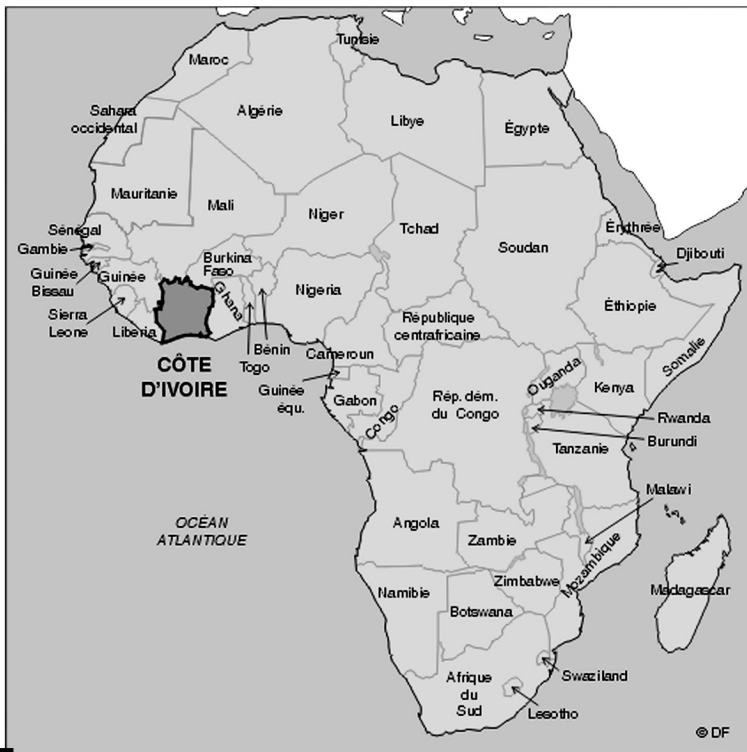 Tunisie
Maroc
Algérie
Libye
Égypte
Sahara
occidental
Mauritanie
Mali
Niger
Tchad
Soudan
Érythrée
Djibouti
Sénégal
Gambie
Guinée
Bissau
Guinée
Burkina
Faso
Ghana
Nigeria
Éthiopie
Sierra
Leone
Liberia
CÔTE
D'IVOIRE
Togo
Bénin
Cameroun
République
centrafricaine
Somalie
Guinée
équ.
Gabon
Congo
Rép. dém.
du Congo
Ouganda
Kenya
Rwanda
Burundi
Tanzanie
Malawi
OCÉAN
ATLANTIQUE
Angola
Zambie
Mozambique
Zimbabwe
Namibie
Botswana
Madagascar
Afrique
du
Sud
Swaziland
Lesotho
© DF